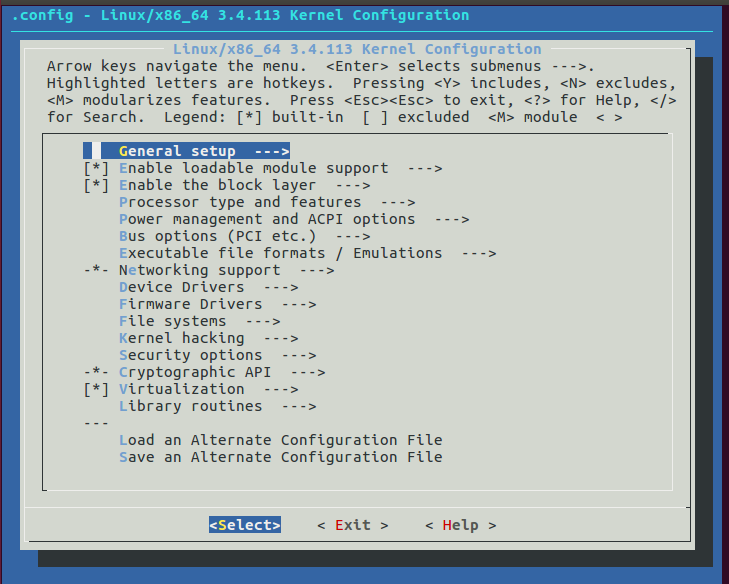 .config - Linux/x86_64 3.4.113 Kernel Configuration
Linux/x86_64 3.4.113 Kernel Configuration
Arrow keys navigate the menu.  <Enter> selects submenus --->.
Highlighted letters are hotkeys.  Pressing <Y> includes, <N> excludes,
<M> modularizes features.  Press <Esc><Esc> to exit, <?> for Help, </>
for Search.  Legend: [*] built-in  [ ] excluded  <M> module  < >
General setup  --->
[*] Enable loadable module support  --->
[*] Enable the block layer  --->
Processor type and features  --->
Power management and ACPI options  --->
Bus options (PCI etc.)  --->
Executable file formats / Emulations  --->
-*- Networking support  --->
Device Drivers  --->
Firmware Drivers  --->
File systems  --->
Kernel hacking  --->
Security options  --->
-*- Cryptographic API  --->
[*] Virtualization  --->
Library routines  --->
---
Load an Alternate Configuration File
Save an Alternate Configuration File
<Select>    < Exit >    < Help >